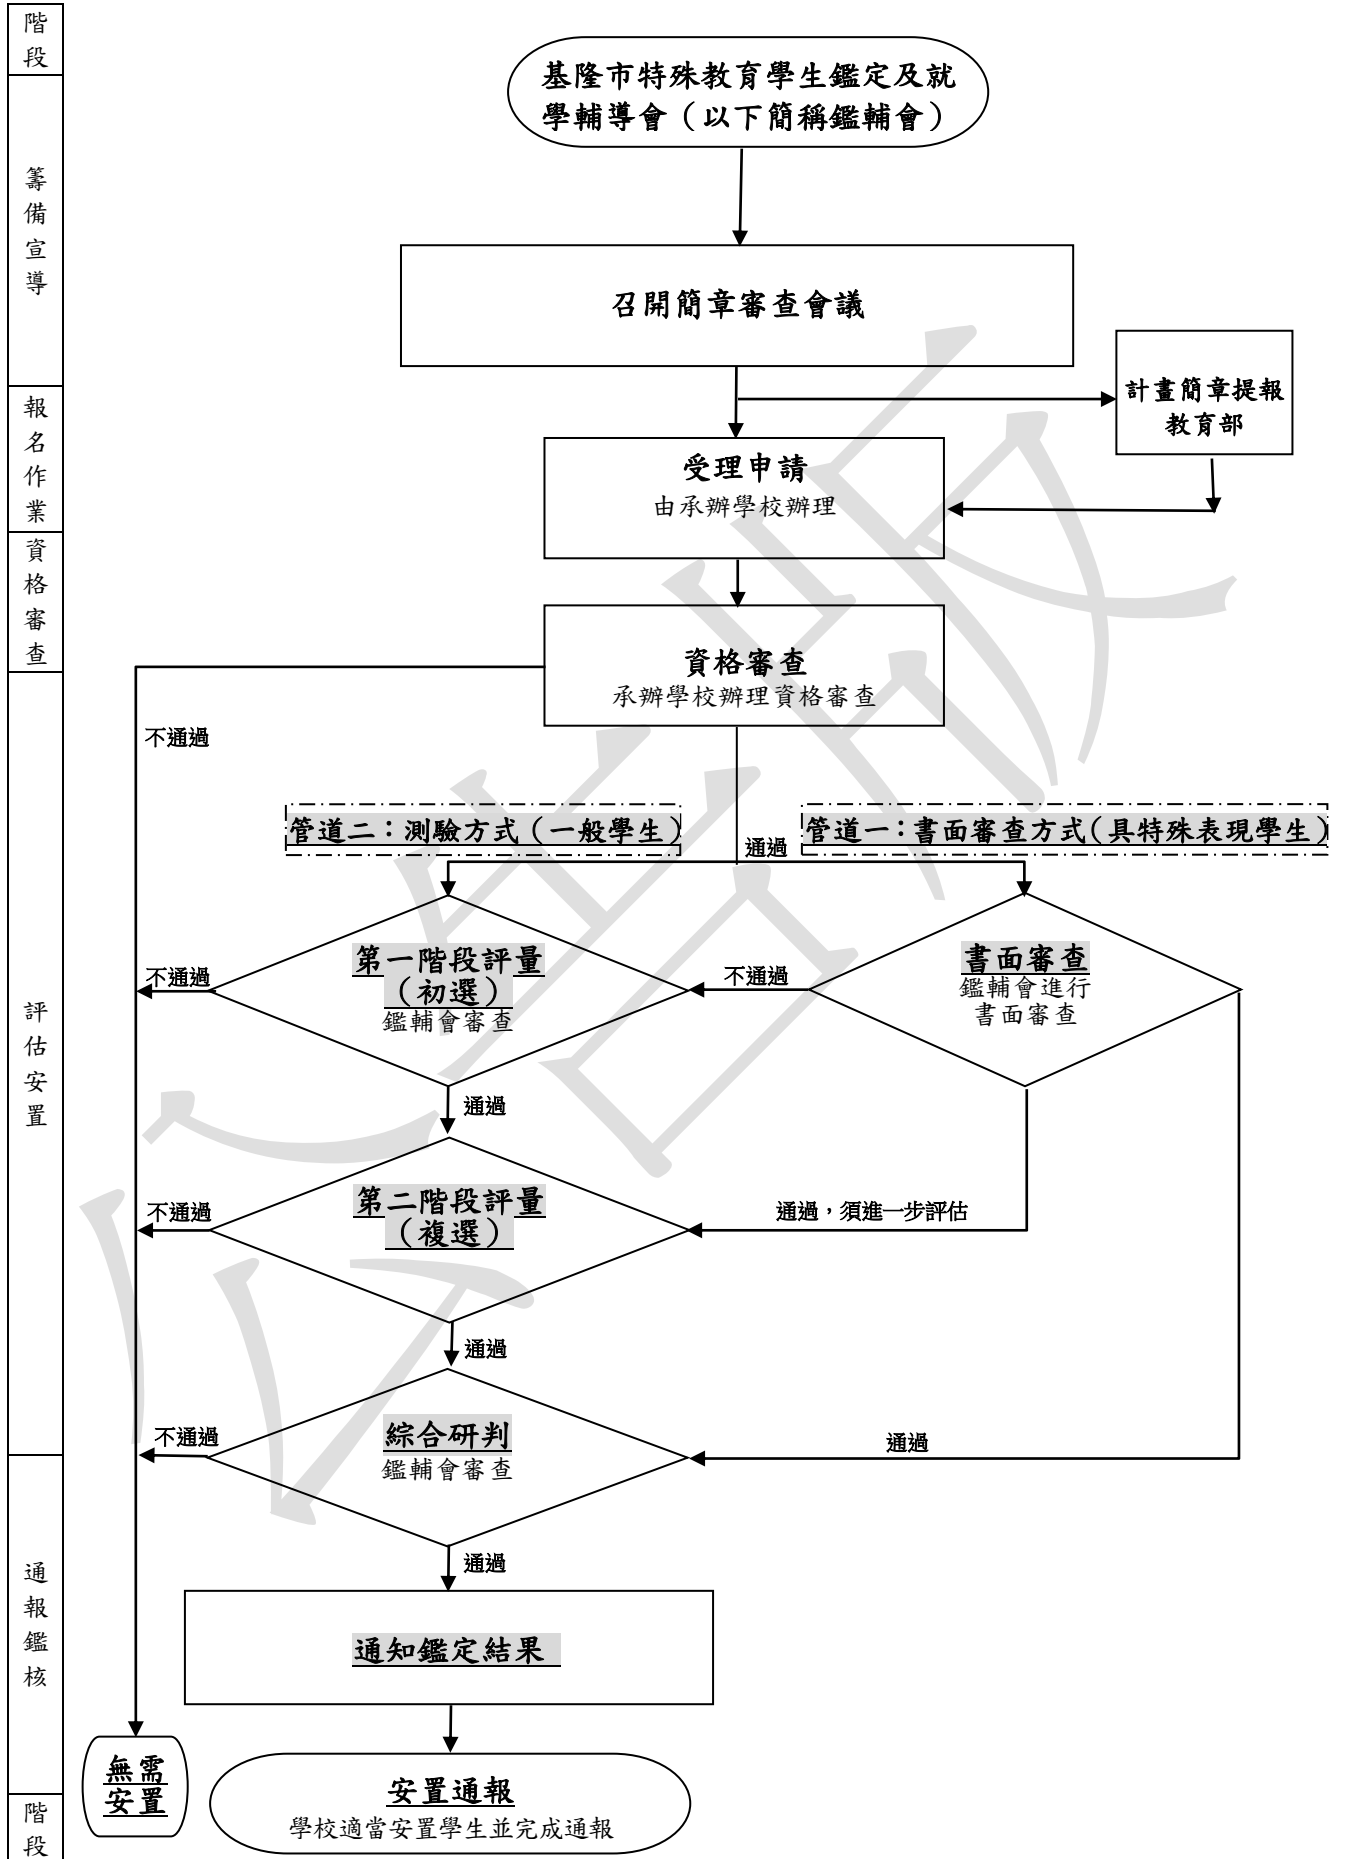 階
段
籌
備
宣
導
報
名
作
業
資
格
審
查
評
估
安
置
通
報
鑑
核
階
段
基隆市特殊教育學生鑑定及就
學輔導會（以下簡稱鑑輔會）
召開簡章審查會議
計畫簡章提報
教育部
受理申請
由承辦學校辦理
資格審查
承辦學校辦理資格審查
不通過
管道二：測驗方式（一般學生）
管道一：書面審查方式(具特殊表現學生)
通過
第一階段評量
（初選）
鑑輔會審查
不通過
不通過
書面審查
鑑輔會進行
書面審查
通過
第二階段評量
（複選）
不通過
通過，須進一步評估
通過
綜合研判
鑑輔會審查
不通過
通過
通過
通知鑑定結果
無需
安置
安置通報
學校適當安置學生並完成通報
公告版